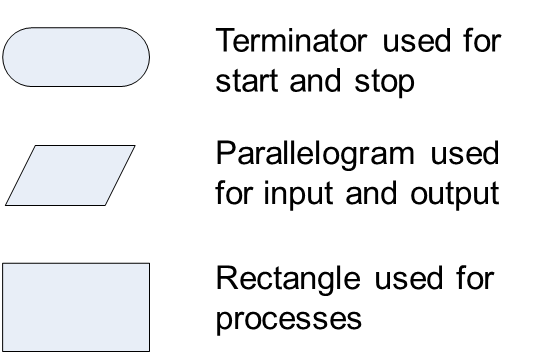 Terminator used for
start and stop
Parallelogram used
for input and output
Rectangle used for
processes